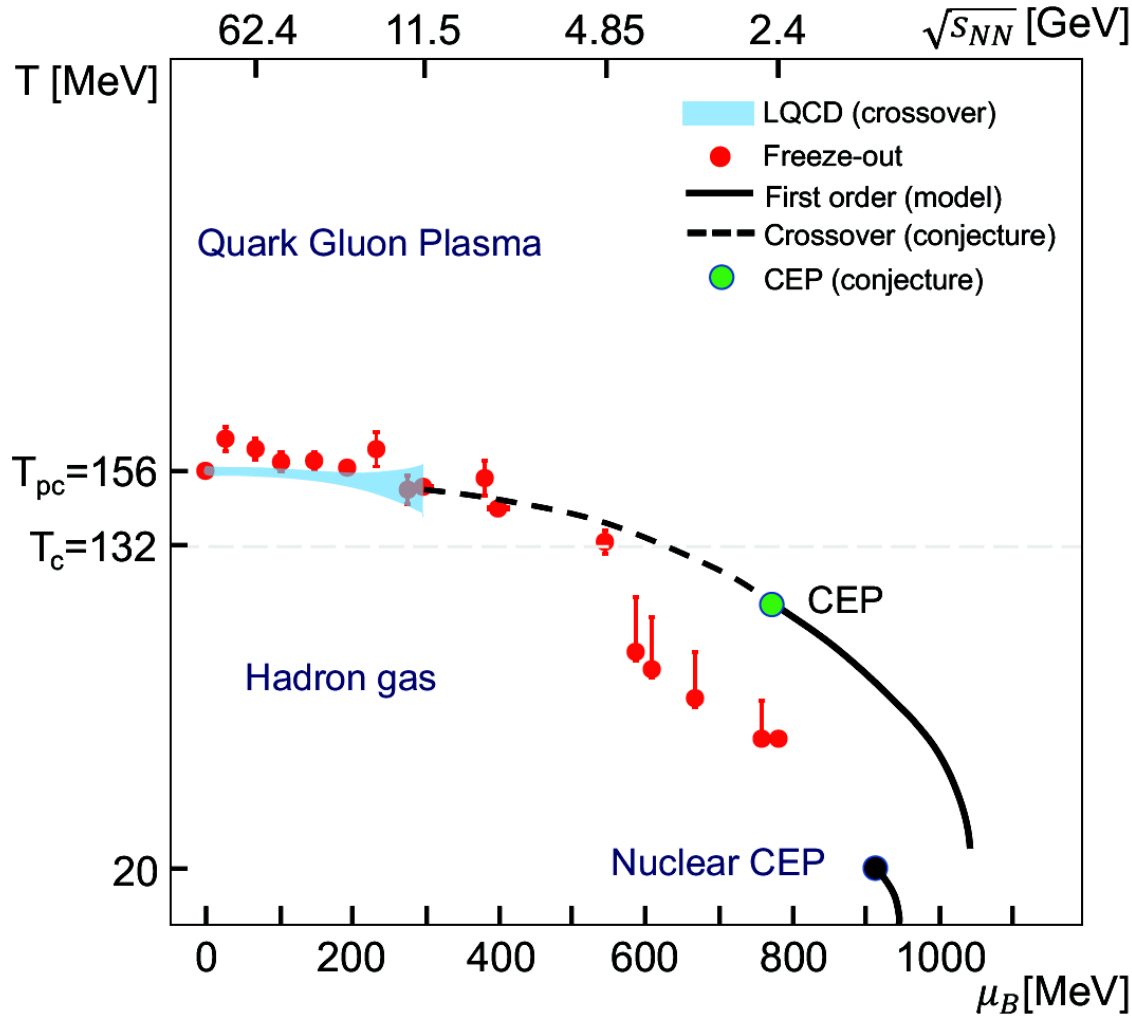 62.4 11.5 4.85 2.4 √s_NN [GeV]
T [MeV]
LQCD (crossover)
Freeze-out
First order (model)
Crossover (conjecture)
CEP (conjecture)
Quark Gluon Plasma
T_pc=156
T_c=132
CEP
Hadron gas
Nuclear CEP
20
0 200 400 600 800 1000
μ_B[MeV]